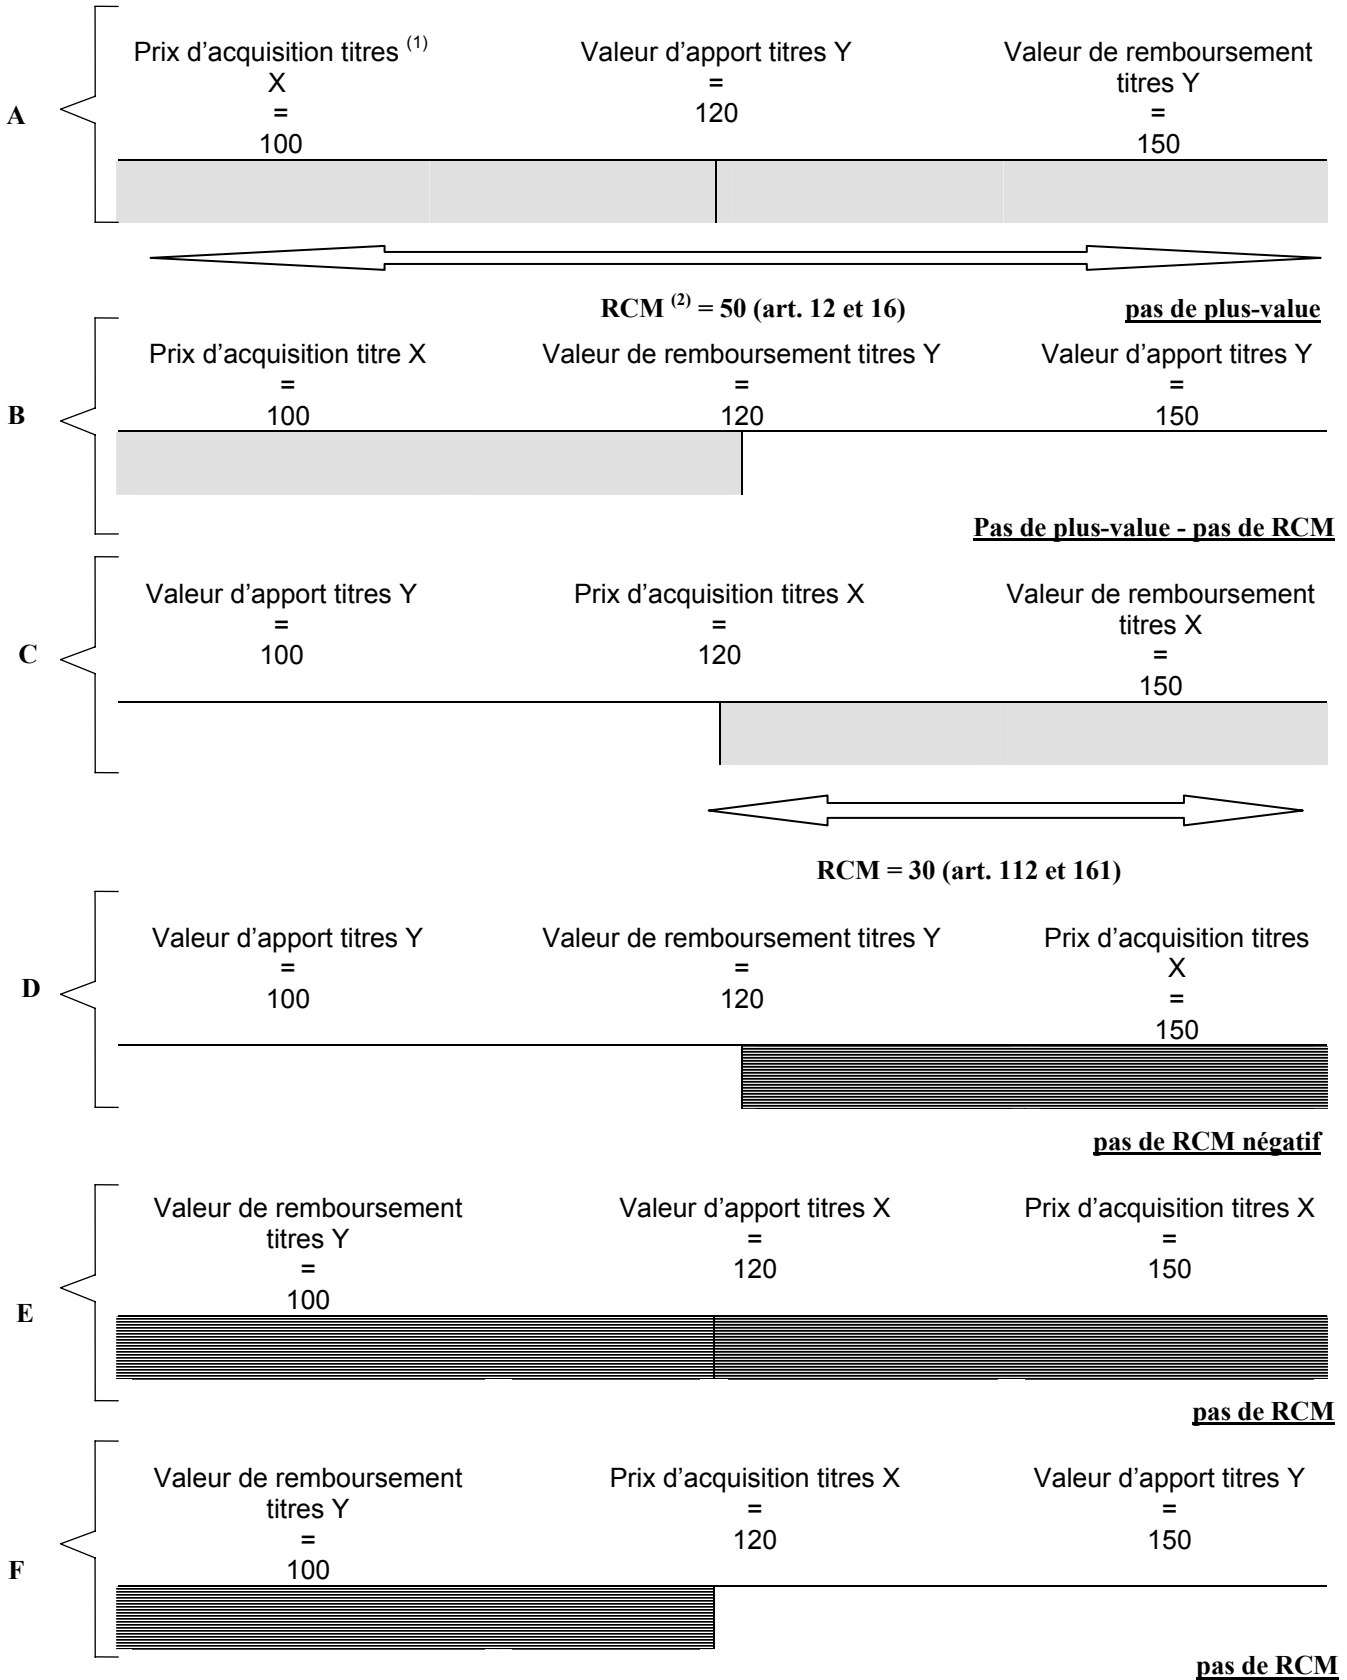 A
Prix d'acquisition titres (1)
X
=
100
Valeur d'apport titres Y
=
120
Valeur de remboursement
titres Y
=
150
RCM (2) = 50 (art. 12 et 16)
pas de plus-value
B
Prix d'acquisition titre X
=
100
Valeur de remboursement titres Y
=
120
Valeur d'apport titres Y
=
150
Pas de plus-value - pas de RCM
C
Valeur d'apport titres Y
=
100
Prix d'acquisition titres X
=
120
Valeur de remboursement
titres X
=
150
RCM = 30 (art. 112 et 161)
D
Valeur d'apport titres Y
=
100
Valeur de remboursement titres Y
=
120
Prix d'acquisition titres
X
=
150
pas de RCM négatif
E
Valeur de remboursement
titres Y
=
100
Valeur d'apport titres X
=
120
Prix d'acquisition titres X
=
150
pas de RCM
F
Valeur de remboursement
titres Y
=
100
Prix d'acquisition titres X
=
120
Valeur d'apport titres Y
=
150
pas de RCM